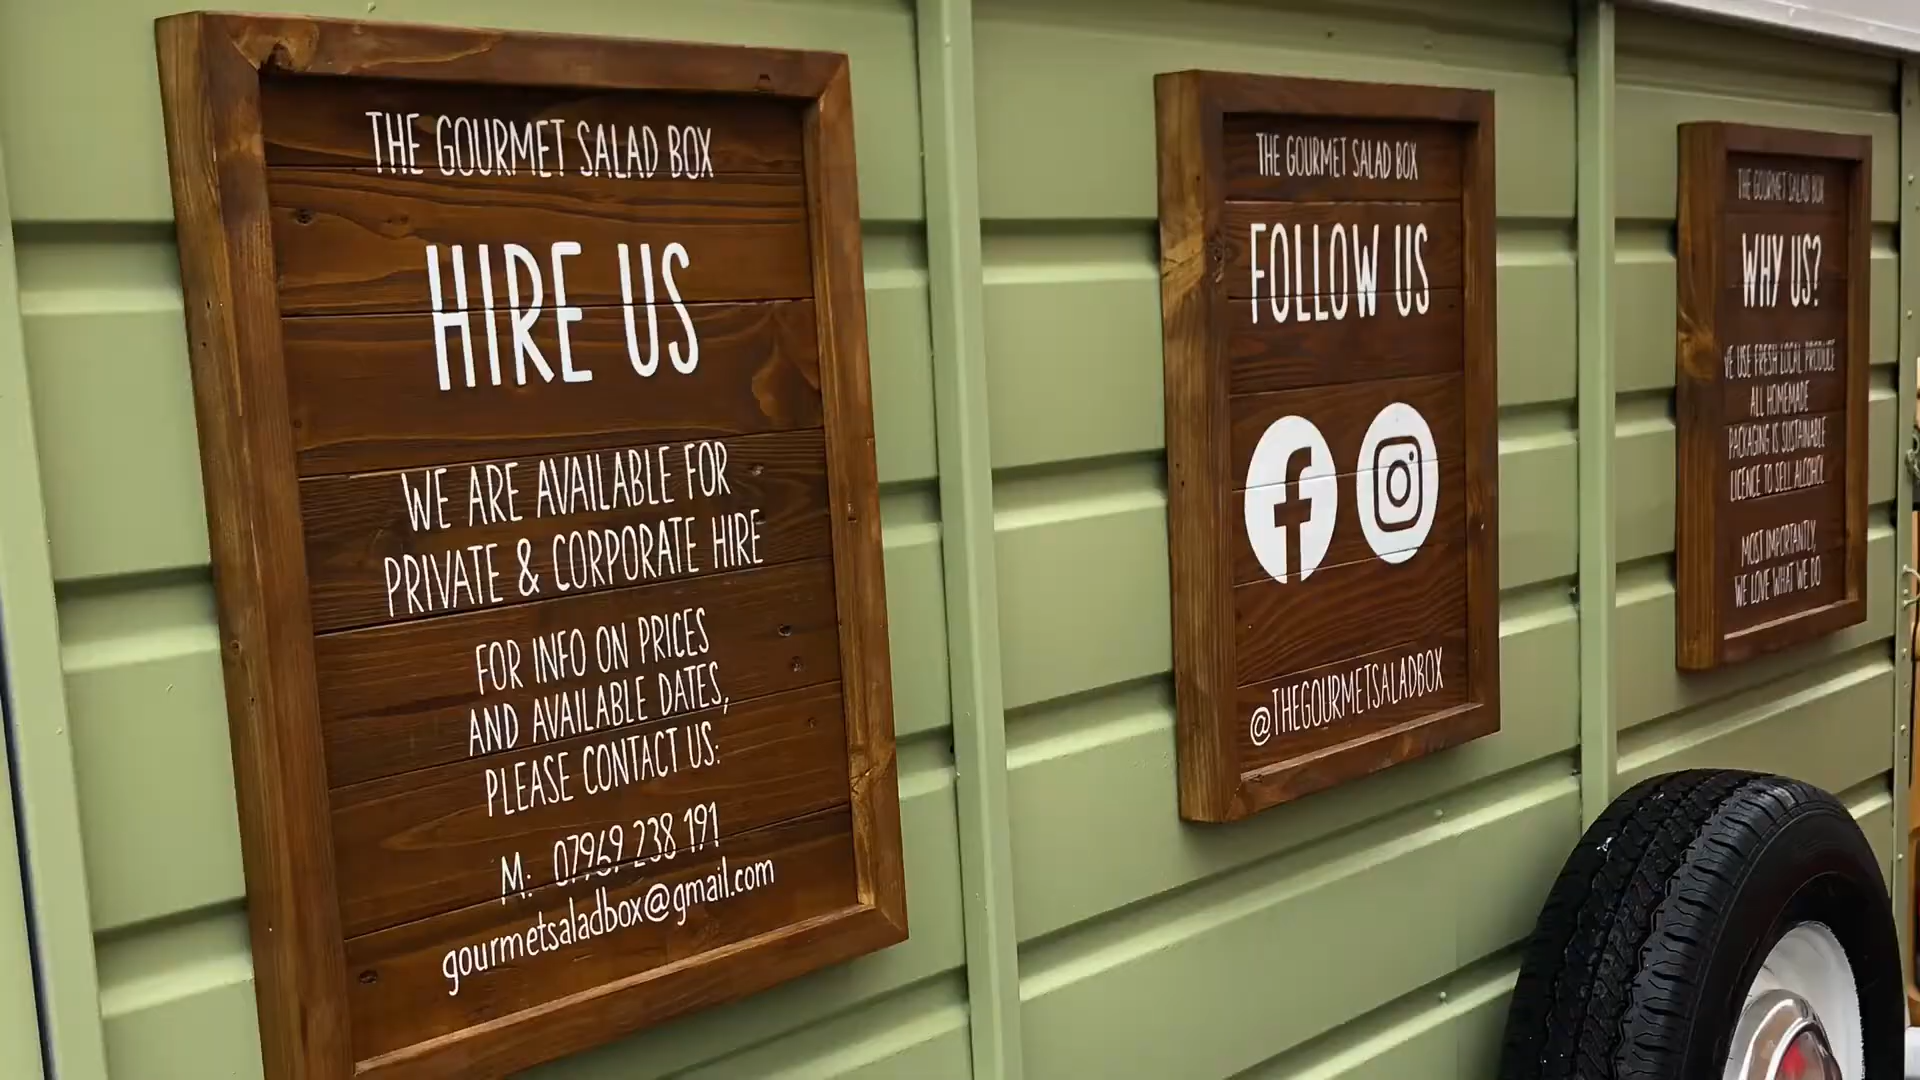 THE GOURMET SALAD BOX
HIRE US
WE ARE AVAILABLE FOR
PRIVATE & CORPORATE HIRE
FOR INFO ON PRICES
AND AVAILABLE DATES,
PLEASE CONTACT US:
M: 07969 238 191
gourmetsaladbox@gmail.com
THE GOURMET SALAD BOX
FOLLOW US
@THEGOURMETSALADBOX
THE GOURMET SALAD BOX
WHY US?
WE USE FRESH LOCAL PRODUCE
ALL HOMEMADE
PACKAGING IS SUSTAINABLE
LICENCE TO SELL ALCOHOL
MOST IMPORTANTLY,
WE LOVE WHAT WE DO